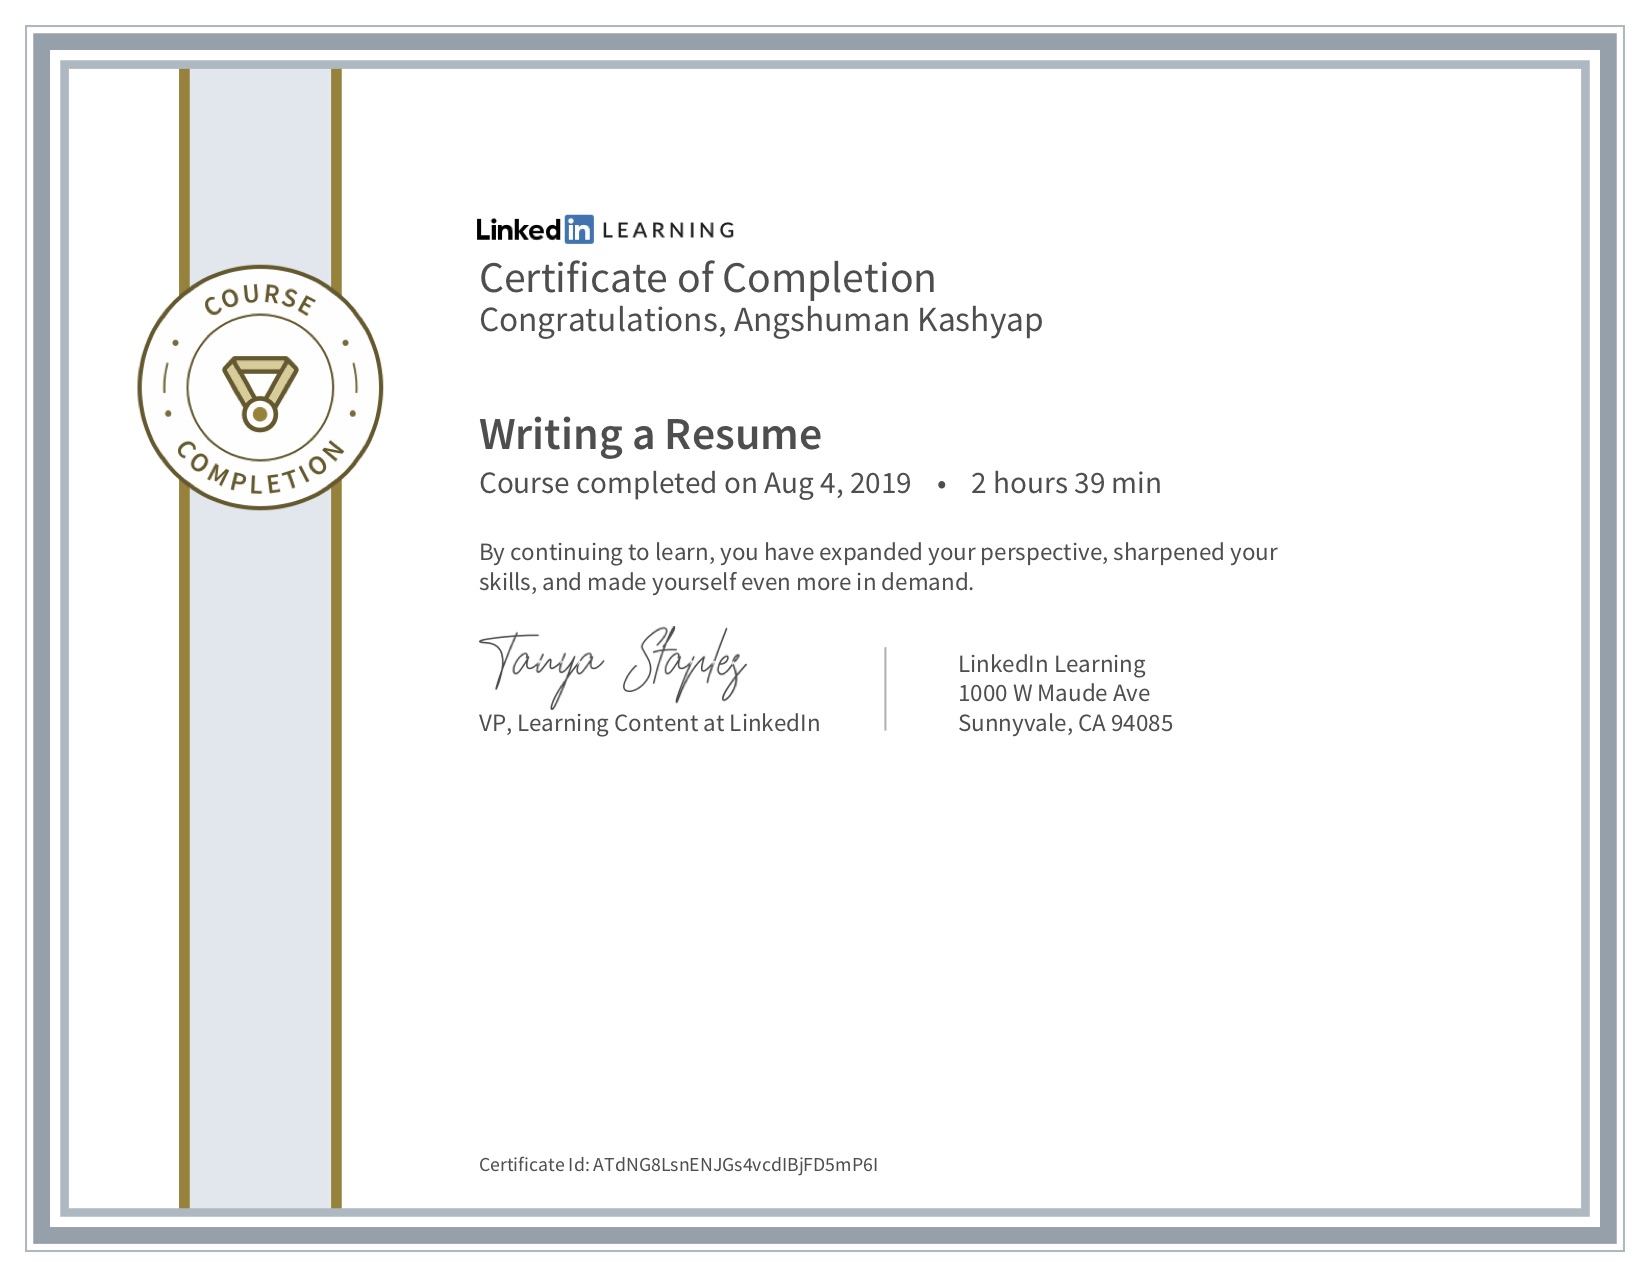 COURSE
COMPLETION
Linked in LEARNING
Certificate of Completion
Congratulations, Angshuman Kashyap
Writing a Resume
Course completed on Aug 4, 2019 • 2 hours 39 min
By continuing to learn, you have expanded your perspective, sharpened your
skills, and made yourself even more in demand.
Tanya Staples
VP, Learning Content at LinkedIn
LinkedIn Learning
1000 W Maude Ave
Sunnyvale, CA 94085
Certificate Id: ATdNG8LsnENJGs4vcdIBjFD5mP6I